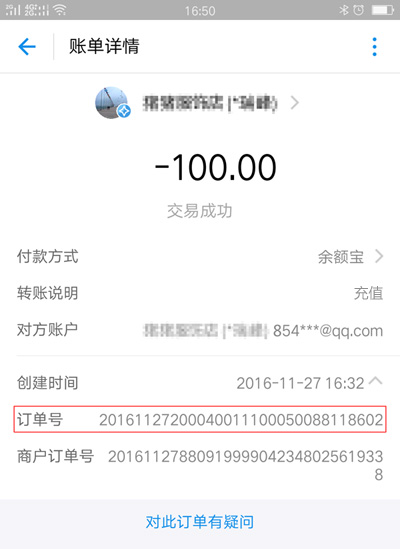 16:50
账单详情
-100.00
交易成功
付款方式 余额宝
转账说明 充值
对方账户 854***@qq.com
创建时间 2016-11-27 16:32
订单号 20161127200040011100050088118602
商户订单号 2016112788091999904234802561933
8
对此订单有疑问